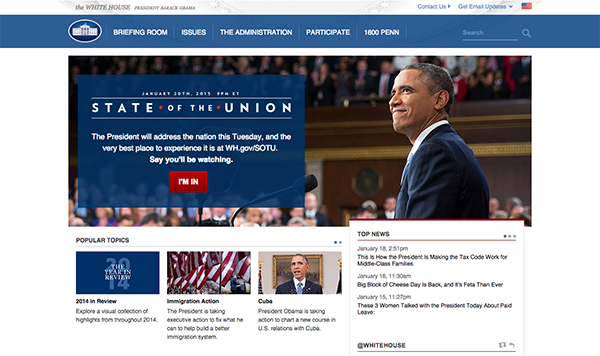 the WHITE HOUSE PRESIDENT BARACK OBAMA
Contact Us
Get Email Updates
BRIEFING ROOM
ISSUES
THE ADMINISTRATION
PARTICIPATE
1600 PENN
Search
JANUARY 20TH, 2015 9PM ET
STATE OF THE UNION
The President will address the nation this Tuesday, and the
very best place to experience it is at WH.gov/SOTU.
Say you'll be watching.
I'M IN
POPULAR TOPICS
20
THE YEAR IN
REVIEW
14
2014 in Review
Explore a visual collection of
highlights from throughout 2014.
Immigration Action
The President is taking
executive action to fix what he
can to help build a better
immigration system.
Cuba
President Obama is taking
action to chart a new course in
U.S. relations with Cuba.
TOP NEWS
January 18, 2:51pm
This Is How the President Is Making the Tax Code Work for
Middle-Class Families
January 16, 11:30am
Big Block of Cheese Day Is Back, and It's Feta Than Ever
January 15, 11:27pm
These 3 Women Talked with the President Today About Paid
Leave:
@WHITEHOUSE